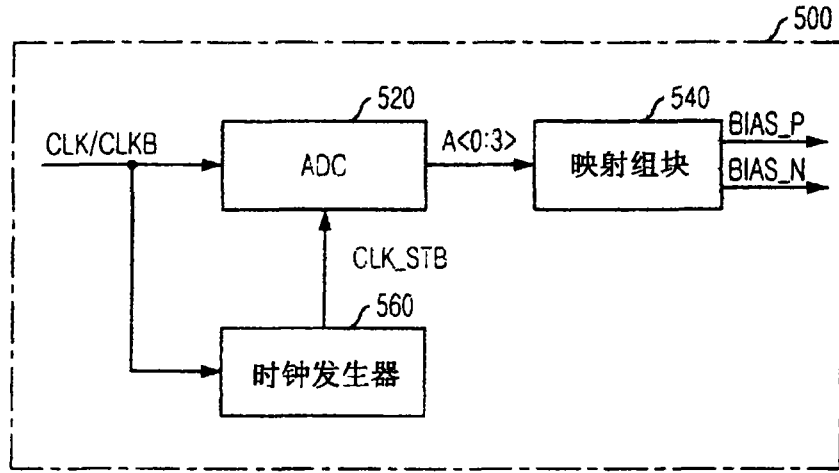 500
520
540
CLK/CLKB
ADC
A<0:3>
映射组块
BIAS_P
BIAS_N
CLK_STB
560
时钟发生器